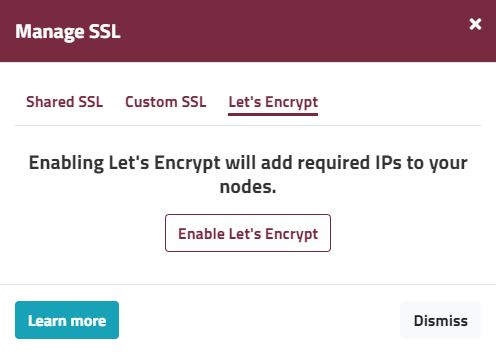 Manage SSL
Shared SSL Custom SSL Let's Encrypt
Enabling Let's Encrypt will add required IPs to your
nodes.
Enable Let's Encrypt
Learn more Dismiss